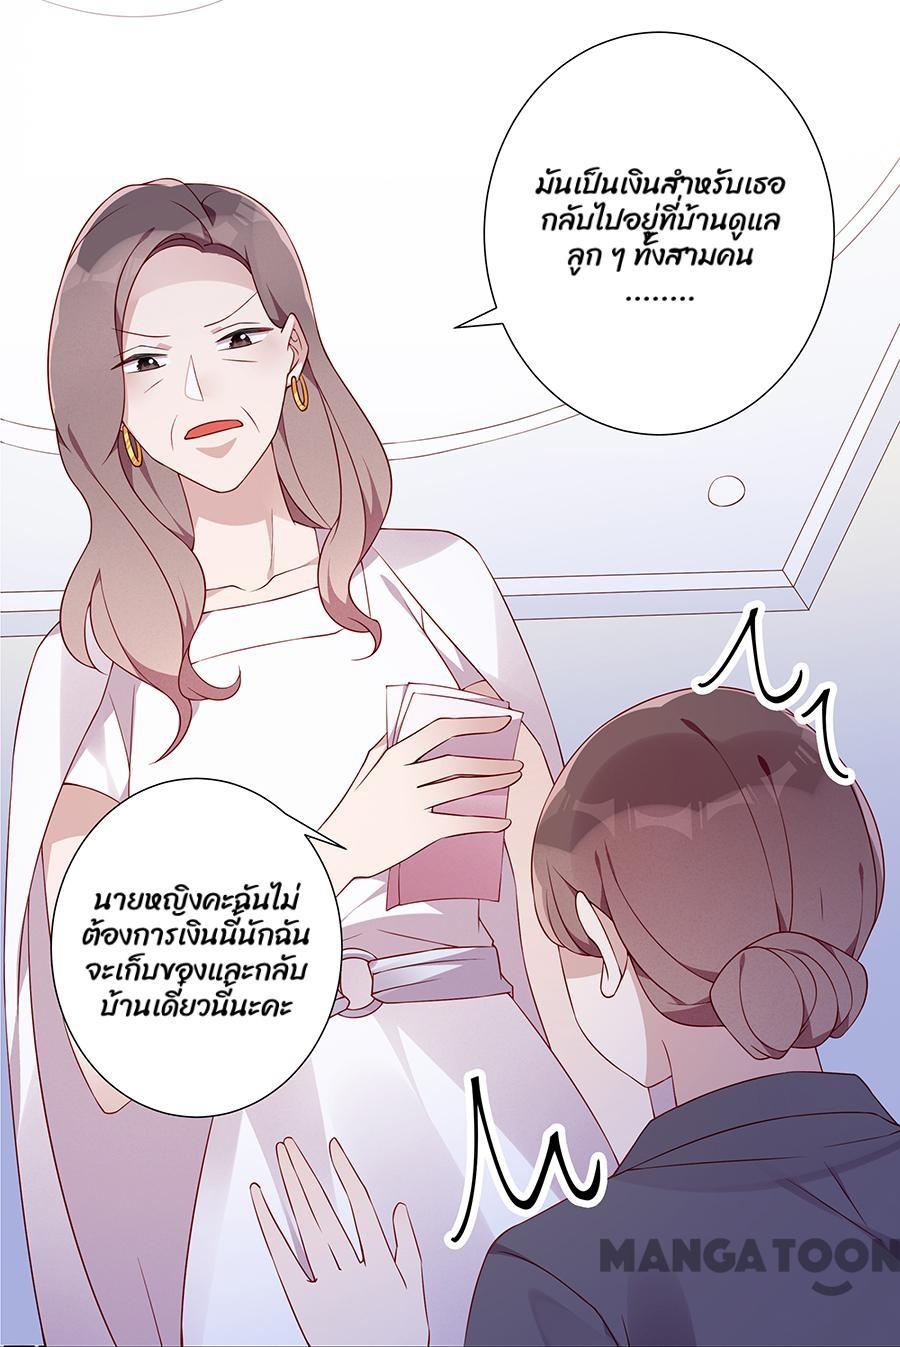 มันเป็นเงินสำหรับเธอ
กลับไปอยู่ที่บ้านดูแล
ลูก ๆ ทั้งสามคน
........
นายหญิงคะฉันไม่
ต้องการเงินนี้นักฉัน
จะเก็บของและกลับ
บ้านเดี๋ยวนี้นะคะ
MANGATOON